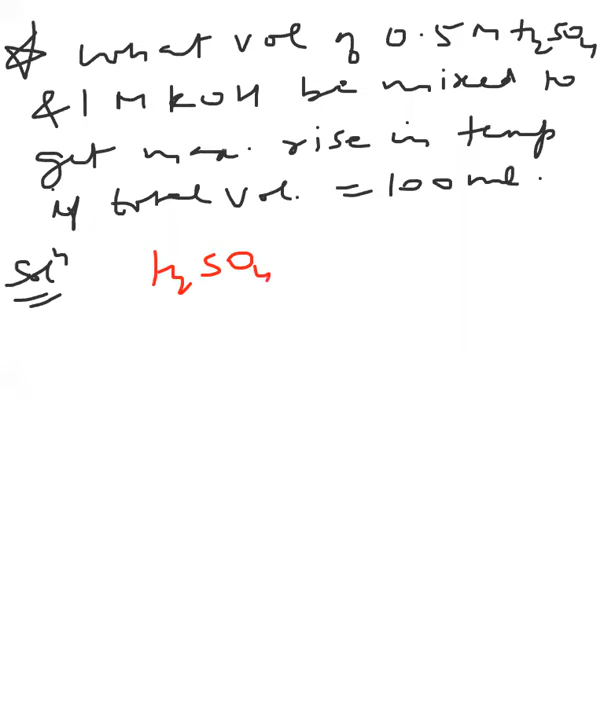 ☆ what vol of 0.5 M H₂SO₄
& 1 M KOH be mixed to
get max. rise in temp
if total vol. = 100 ml.
Solⁿ H₂SO₄